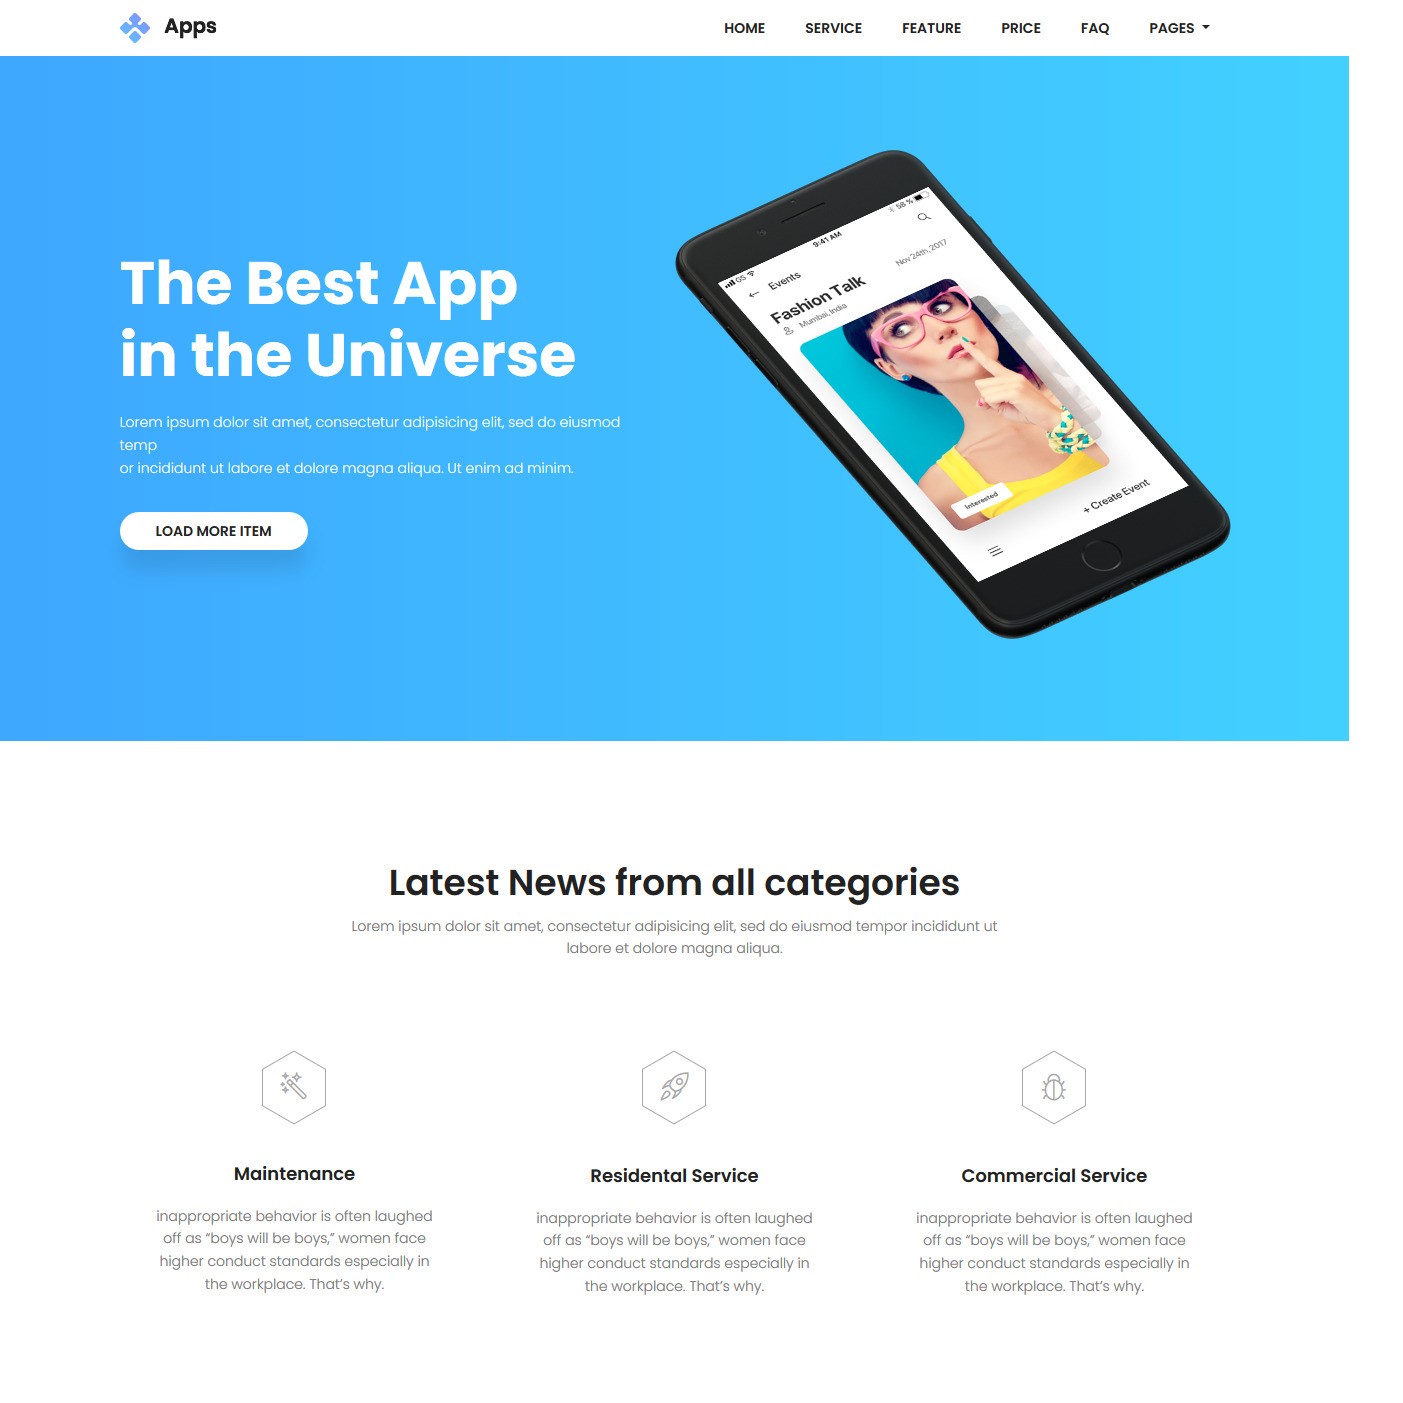 Apps
HOME SERVICE FEATURE PRICE FAQ PAGES
The Best App
in the Universe
Lorem ipsum dolor sit amet, consectetur adipisicing elit, sed do eiusmod
temp
or incididunt ut labore et dolore magna aliqua. Ut enim ad minim.
LOAD MORE ITEM
GS
9:41 AM
58 %
Events
Nov 24th, 2017
Fashion Talk
Mumbai, India
Interested
+ Create Event
Latest News from all categories
Lorem ipsum dolor sit amet, consectetur adipisicing elit, sed do eiusmod tempor incididunt ut
labore et dolore magna aliqua.
Maintenance
inappropriate behavior is often laughed
off as “boys will be boys,” women face
higher conduct standards especially in
the workplace. That’s why.
Residental Service
inappropriate behavior is often laughed
off as “boys will be boys,” women face
higher conduct standards especially in
the workplace. That’s why.
Commercial Service
inappropriate behavior is often laughed
off as “boys will be boys,” women face
higher conduct standards especially in
the workplace. That’s why.